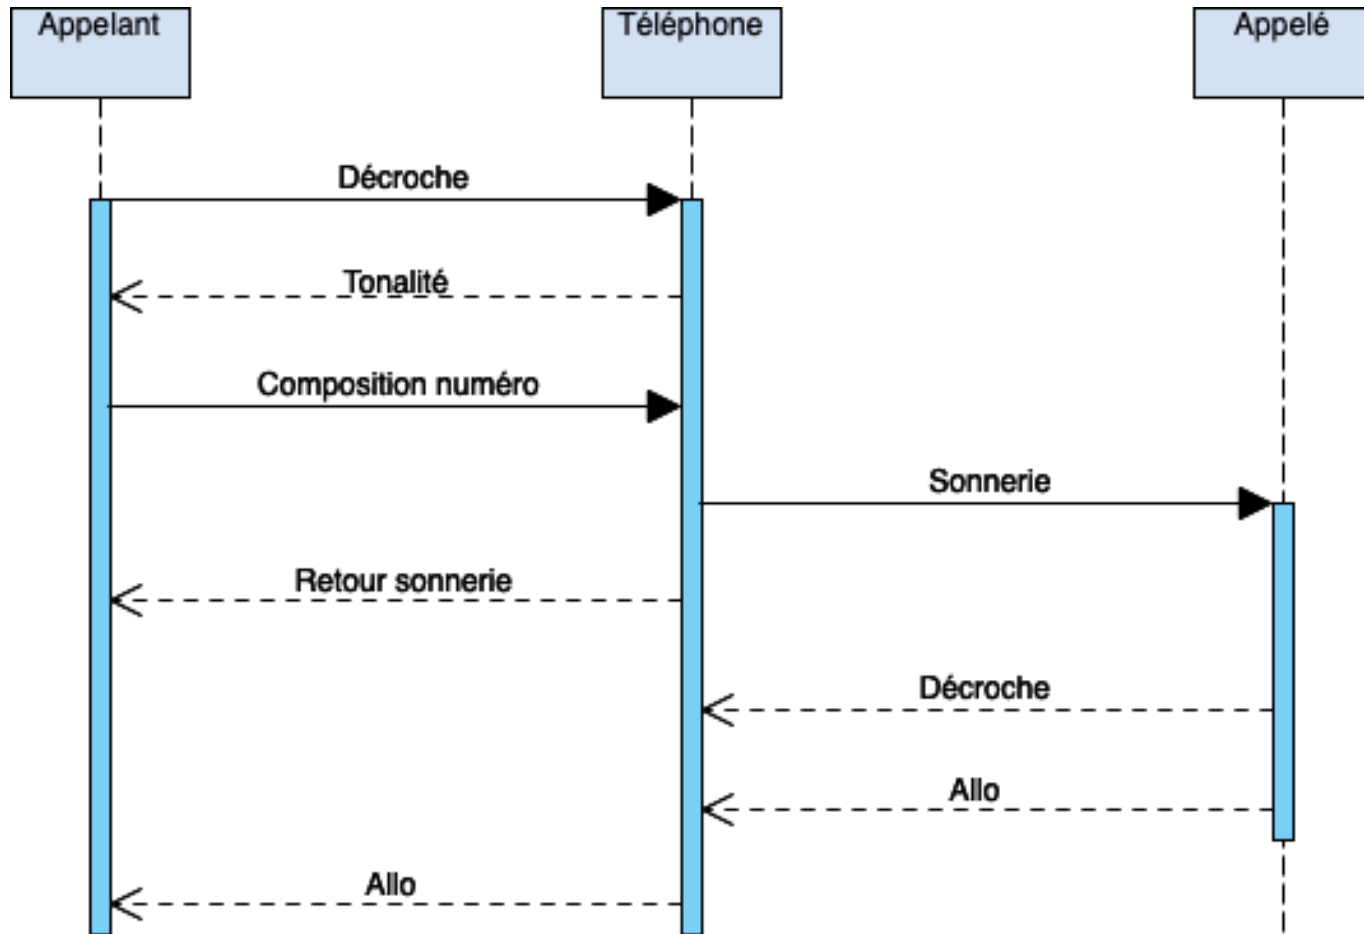 Appelant
Téléphone
Appelé
Décroche
Tonalité
Composition numéro
Sonnerie
Retour sonnerie
Décroche
Allo
Allo